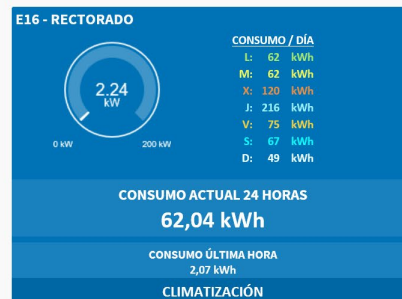 E16 - RECTORADO
CONSUMO / DÍA
L: 62 kWh
M: 62 kWh
X: 120 kWh
J: 216 kWh
V: 75 kWh
S: 67 kWh
D: 49 kWh
2.24
kW
0 kW 200 kW
CONSUMO ACTUAL 24 HORAS
62,04 kWh
CONSUMO ÚLTIMA HORA
2,07 kWh
CLIMATIZACIÓN